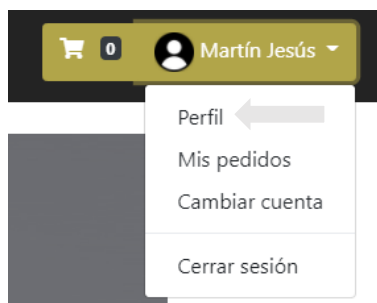 0 Martín Jesús
Perfil
Mis pedidos
Cambiar cuenta
Cerrar sesión